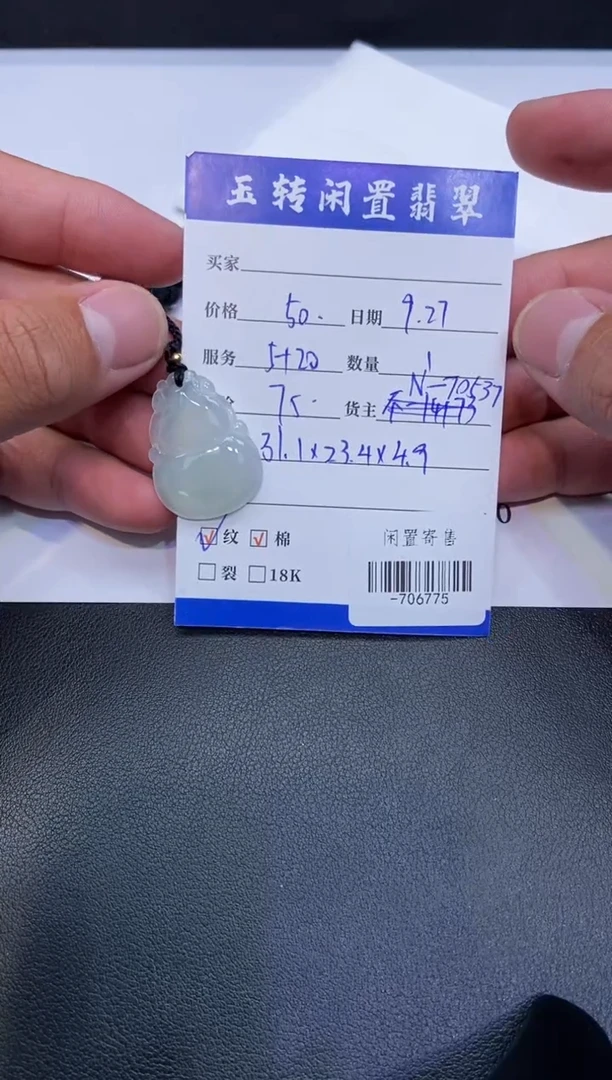 玉转闲置翡翠
买家
价格 50. 日期 9.27
服务 5+20 数量 1
N-70537
75. 货主
31.1x23.4x4.9
纹 棉 闲置寄售
裂 18K
-706775